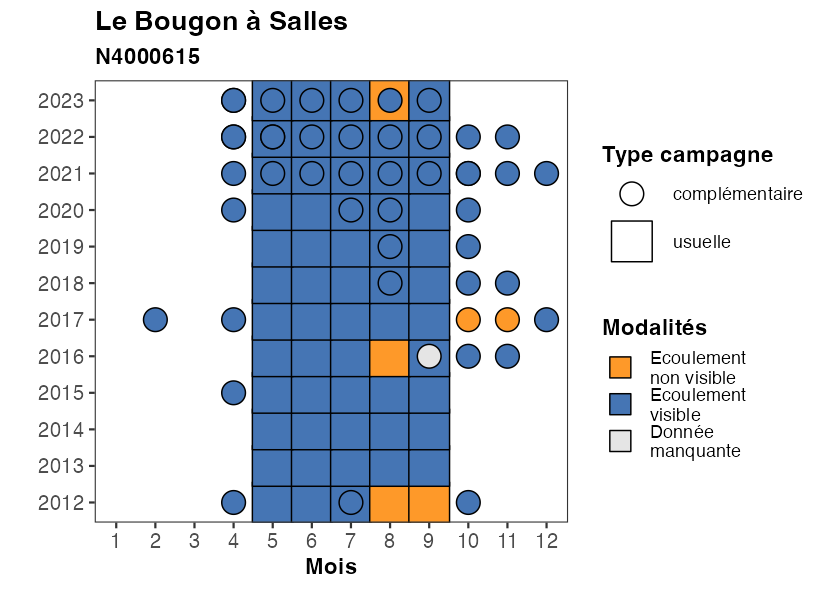 Le Bougon à Salles
N4000615
2023
2022
2021
2020
2019
2018
2017
2016
2015
2014
2013
2012
1 2 3 4 5 6 7 8 9 10 11 12
Mois
Type campagne
complémentaire
usuelle
Modalités
Ecoulement
non visible
Ecoulement
visible
Donnée
manquante